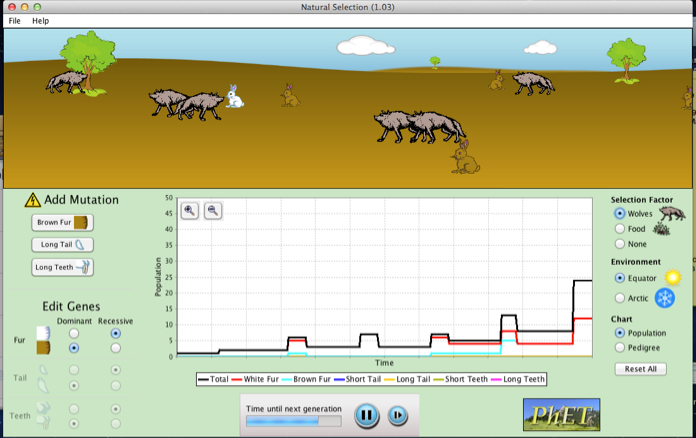 Natural Selection (1.03)
File Help
Add Mutation
Brown Fur
Long Tail
Long Teeth
Edit Genes
Dominant Recessive
Fur
Tail
Teeth
Population
50
45
40
35
30
25
20
15
10
5
0
Time
Total White Fur Brown Fur Short Tail Long Tail Short Teeth Long Teeth
Time until next generation
PhET
Selection Factor
Wolves
Food
None
Environment
Equator
Arctic
Chart
Population
Pedigree
Reset All